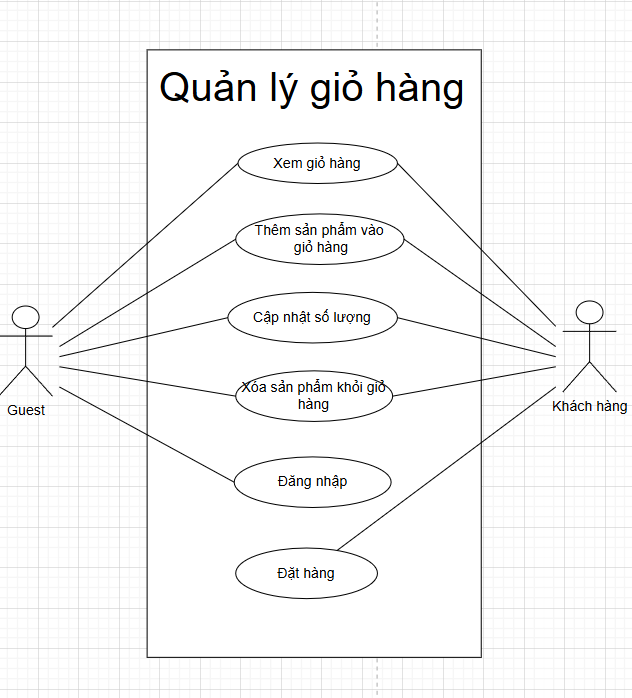 Quản lý giỏ hàng
Xem giỏ hàng
Thêm sản phẩm vào
giỏ hàng
Cập nhật số lượng
Xóa sản phẩm khỏi giỏ
hàng
Guest
Khách hàng
Đăng nhập
Đặt hàng